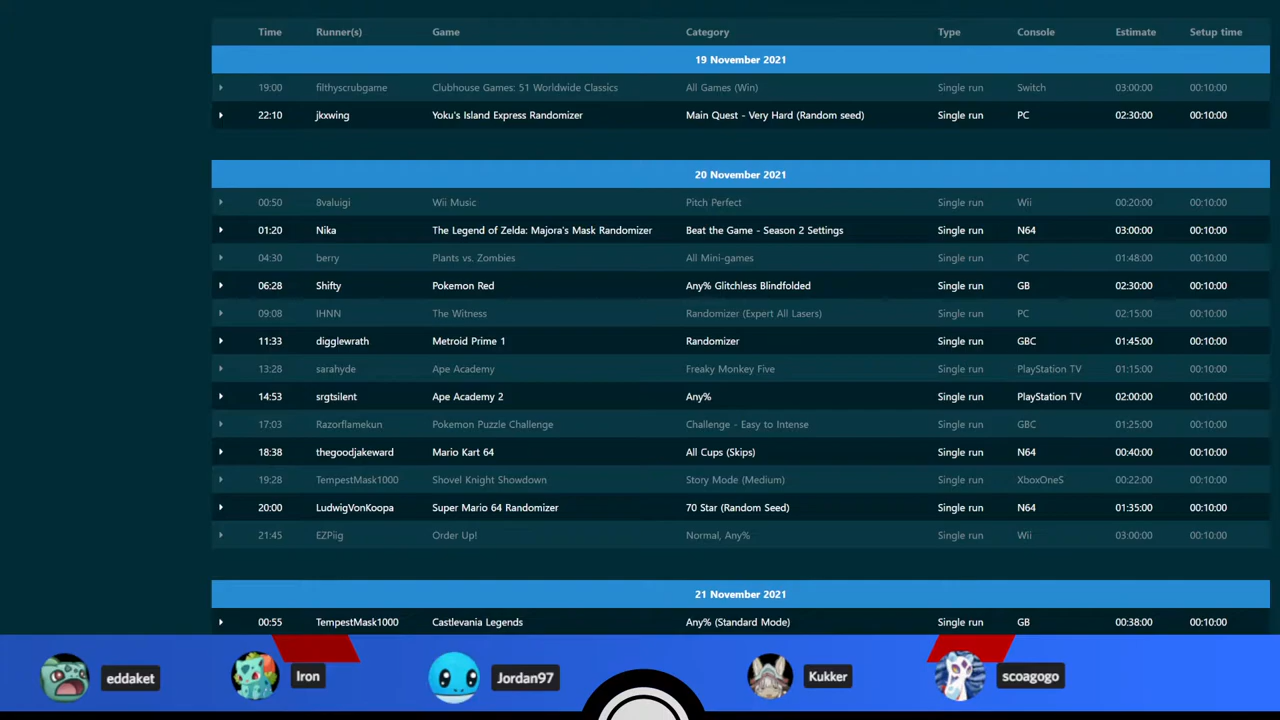 Time Runner(s) Game Category Type Console Estimate Setup time
19 November 2021
19:00 filthyscrubgame Clubhouse Games: 51 Worldwide Classics All Games (Win) Single run Switch 03:00:00 00:10:00
22:10 jkxwing Yoku's Island Express Randomizer Main Quest - Very Hard (Random seed) Single run PC 02:30:00 00:10:00
20 November 2021
00:50 8valuigi Wii Music Pitch Perfect Single run Wii 00:20:00 00:10:00
01:20 Nika The Legend of Zelda: Majora's Mask Randomizer Beat the Game - Season 2 Settings Single run N64 03:00:00 00:10:00
04:30 berry Plants vs. Zombies All Mini-games Single run PC 01:48:00 00:10:00
06:28 Shifty Pokemon Red Any% Glitchless Blindfolded Single run GB 02:30:00 00:10:00
09:08 IHNN The Witness Randomizer (Expert All Lasers) Single run PC 02:15:00 00:10:00
11:33 digglewrath Metroid Prime 1 Randomizer Single run GBC 01:45:00 00:10:00
13:28 sarahyde Ape Academy Freaky Monkey Five Single run PlayStation TV 01:15:00 00:10:00
14:53 srgtsilent Ape Academy 2 Any% Single run PlayStation TV 02:00:00 00:10:00
17:03 Razorflamekun Pokemon Puzzle Challenge Challenge - Easy to Intense Single run GBC 01:25:00 00:10:00
18:38 thegoodjakeward Mario Kart 64 All Cups (Skips) Single run N64 00:40:00 00:10:00
19:28 TempestMask1000 Shovel Knight Showdown Story Mode (Medium) Single run XboxOneS 00:22:00 00:10:00
20:00 LudwigVonKoopa Super Mario 64 Randomizer 70 Star (Random Seed) Single run N64 01:35:00 00:10:00
21:45 EZPiig Order Up! Normal, Any% Single run Wii 03:00:00 00:10:00
21 November 2021
00:55 TempestMask1000 Castlevania Legends Any% (Standard Mode) Single run GB 00:38:00 00:10:00
eddaket Iron Jordan97 Kukker scoagogo